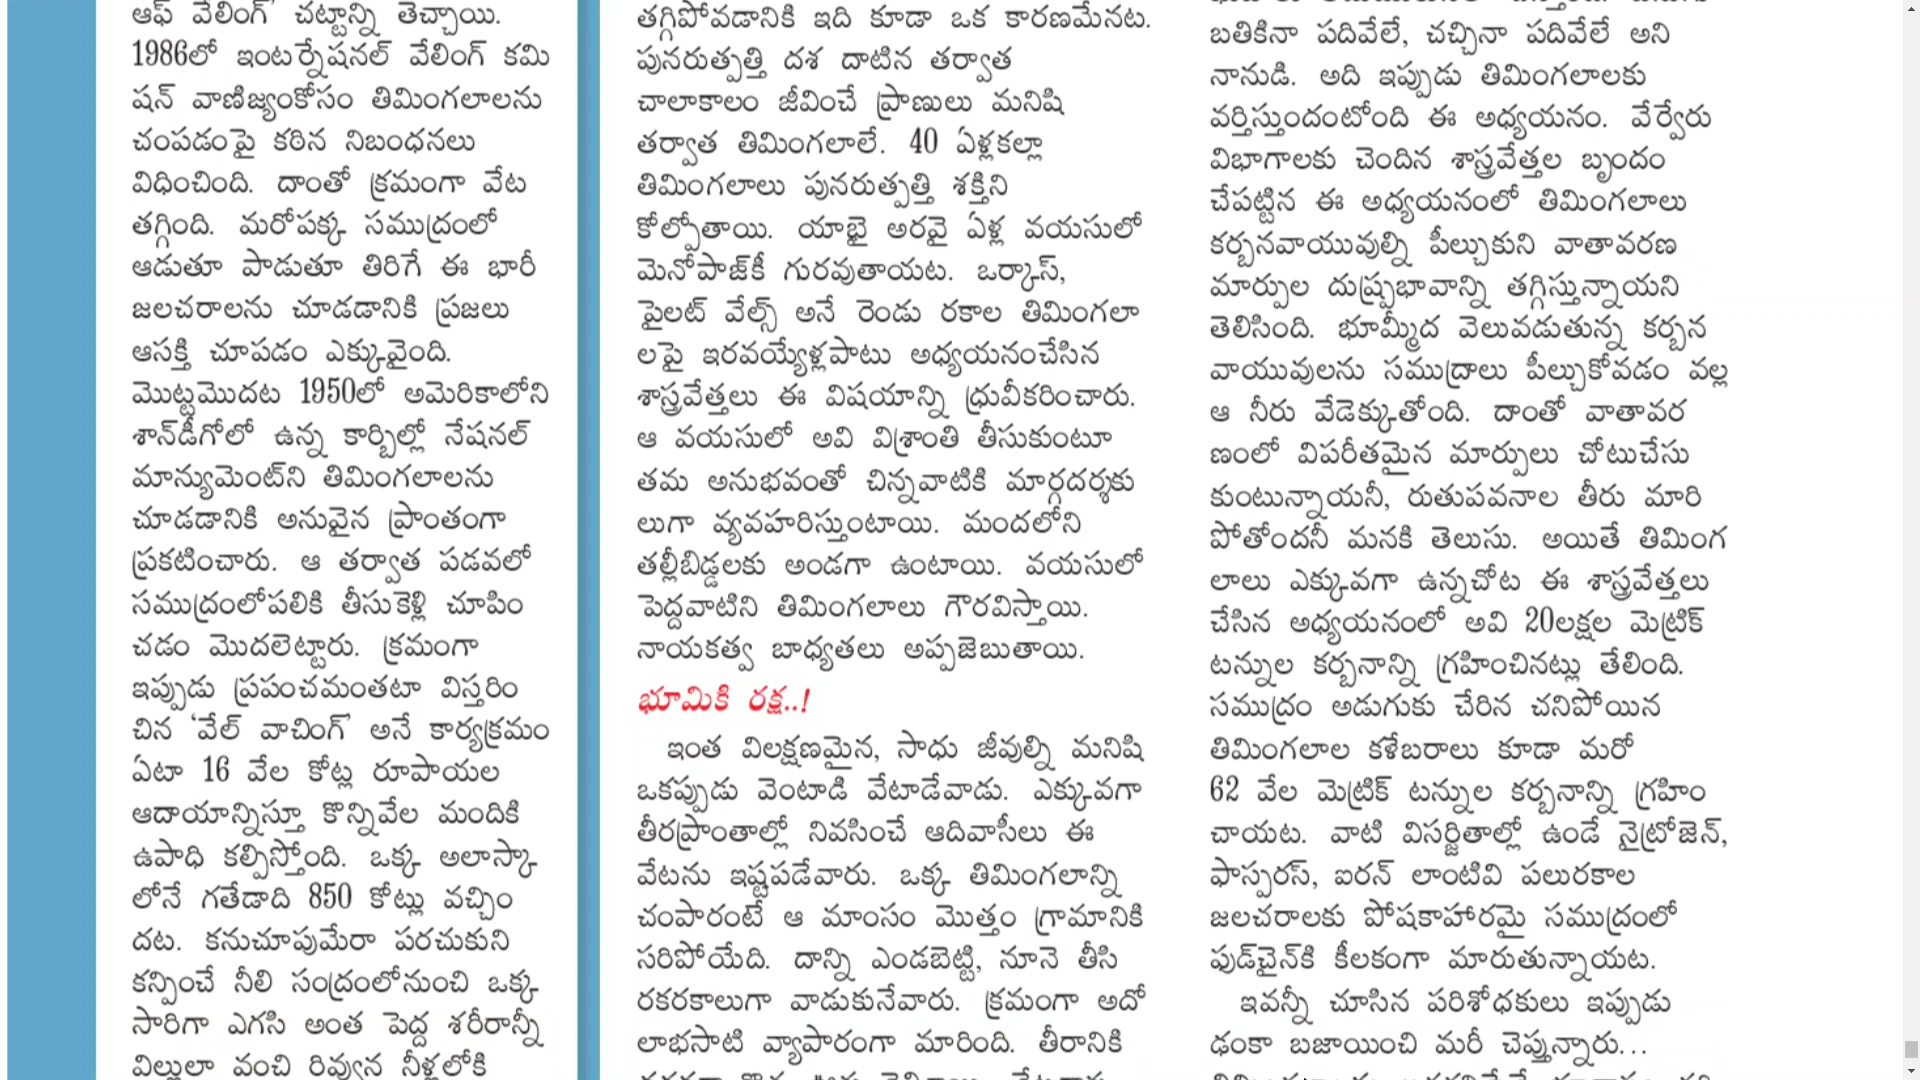 ఆఫ్ వేలింగ్' చట్టాన్ని తెచ్చాయి.
1986లో ఇంటర్నేషనల్ వేలింగ్ కమి
షన్ వాణిజ్యంకోసం తిమింగలాలను
చంపడంపై కఠిన నిబంధనలు
విధించింది. దాంతో క్రమంగా వేట
తగ్గింది. మరోపక్క సముద్రంలో
ఆడుతూ పాడుతూ తిరిగే ఈ భారీ
జలచరాలను చూడడానికి ప్రజలు
ఆసక్తి చూపడం ఎక్కువైంది.
మొట్టమొదట 1950లో అమెరికాలోని
శాన్‌డీగోలో ఉన్న కార్బిల్లో నేషనల్
మాన్యుమెంట్‌ని తిమింగలాలను
చూడడానికి అనువైన ప్రాంతంగా
ప్రకటించారు. ఆ తర్వాత పడవలో
సముద్రంలోపలికి తీసుకెళ్లి చూపిం
చడం మొదలెట్టారు. క్రమంగా
ఇప్పుడు ప్రపంచమంతటా విస్తరిం
చిన 'వేల్ వాచింగ్' అనే కార్యక్రమం
ఏటా 16 వేల కోట్ల రూపాయల
ఆదాయాన్నిస్తూ కొన్నివేల మందికి
ఉపాధి కల్పిస్తోంది. ఒక్క అలాస్కా
లోనే గతేడాది 850 కోట్లు వచ్చిం
దట. కనుచూపుమేరా పరచుకుని
కన్పించే నీలి సంద్రంలోనుంచి ఒక్క
సారిగా ఎగసి అంత పెద్ద శరీరాన్నీ
విల్లులా వంచి రివ్వున నీళ్లలోకి
తగ్గిపోవడానికి ఇది కూడా ఒక కారణమేనట.
పునరుత్పత్తి దశ దాటిన తర్వాత
చాలాకాలం జీవించే ప్రాణులు మనిషి
తర్వాత తిమింగలాలే. 40 ఏళ్లకల్లా
తిమింగలాలు పునరుత్పత్తి శక్తిని
కోల్పోతాయి. యాభై అరవై ఏళ్ల వయసులో
మెనోపాజ్‌కీ గురవుతాయట. ఒర్కాస్,
పైలట్ వేల్స్ అనే రెండు రకాల తిమింగలా
లపై ఇరవయ్యేళ్లపాటు అధ్యయనంచేసిన
శాస్త్రవేత్తలు ఈ విషయాన్ని ధ్రువీకరించారు.
ఆ వయసులో అవి విశ్రాంతి తీసుకుంటూ
తమ అనుభవంతో చిన్నవాటికి మార్గదర్శకు
లుగా వ్యవహరిస్తుంటాయి. మందలోని
తల్లీబిడ్డలకు అండగా ఉంటాయి. వయసులో
పెద్దవాటిని తిమింగలాలు గౌరవిస్తాయి.
నాయకత్వ బాధ్యతలు అప్పజెబుతాయి.
భూమికి రక్ష..!
ఇంత విలక్షణమైన, సాధు జీవుల్ని మనిషి
ఒకప్పుడు వెంటాడి వేటాడేవాడు. ఎక్కువగా
తీరప్రాంతాల్లో నివసించే ఆదివాసీలు ఈ
వేటను ఇష్టపడేవారు. ఒక్క తిమింగలాన్ని
చంపారంటే ఆ మాంసం మొత్తం గ్రామానికి
సరిపోయేది. దాన్ని ఎండబెట్టి, నూనె తీసి
రకరకాలుగా వాడుకునేవారు. క్రమంగా అదో
లాభసాటి వ్యాపారంగా మారింది. తీరానికి
బతికినా పదివేలే, చచ్చినా పదివేలే అని
నానుడి. అది ఇప్పుడు తిమింగలాలకు
వర్తిస్తుందంటోంది ఈ అధ్యయనం. వేర్వేరు
విభాగాలకు చెందిన శాస్త్రవేత్తల బృందం
చేపట్టిన ఈ అధ్యయనంలో తిమింగలాలు
కర్బనవాయువుల్ని పీల్చుకుని వాతావరణ
మార్పుల దుష్ప్రభావాన్ని తగ్గిస్తున్నాయని
తెలిసింది. భూమ్మీద వెలువడుతున్న కర్బన
వాయువులను సముద్రాలు పీల్చుకోవడం వల్ల
ఆ నీరు వేడెక్కుతోంది. దాంతో వాతావర
ణంలో విపరీతమైన మార్పులు చోటుచేసు
కుంటున్నాయనీ, రుతుపవనాల తీరు మారి
పోతోందనీ మనకి తెలుసు. అయితే తిమింగ
లాలు ఎక్కువగా ఉన్నచోట ఈ శాస్త్రవేత్తలు
చేసిన అధ్యయనంలో అవి 20లక్షల మెట్రిక్
టన్నుల కర్బనాన్ని గ్రహించినట్లు తేలింది.
సముద్రం అడుగుకు చేరిన చనిపోయిన
తిమింగలాల కళేబరాలు కూడా మరో
62 వేల మెట్రిక్ టన్నుల కర్బనాన్ని గ్రహిం
చాయట. వాటి విసర్జితాల్లో ఉండే నైట్రోజెన్,
ఫాస్పరస్, ఐరన్ లాంటివి పలురకాల
జలచరాలకు పోషకాహారమై సముద్రంలో
ఫుడ్‌చైన్‌కి కీలకంగా మారుతున్నాయట.
ఇవన్నీ చూసిన పరిశోధకులు ఇప్పుడు
ఢంకా బజాయించి మరీ చెప్తున్నారు...